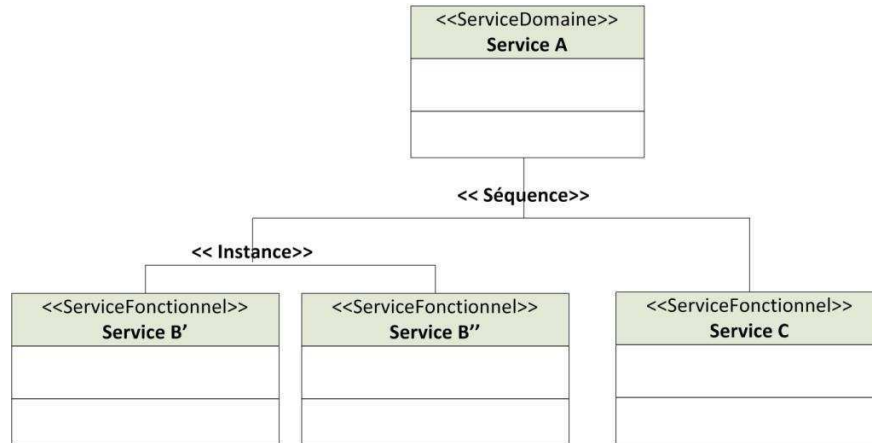 <<ServiceDomaine>>
Service A
<< Séquence>>
<< Instance>>
<<ServiceFonctionnel>>
Service B’
<<ServiceFonctionnel>>
Service B’’
<<ServiceFonctionnel>>
Service C